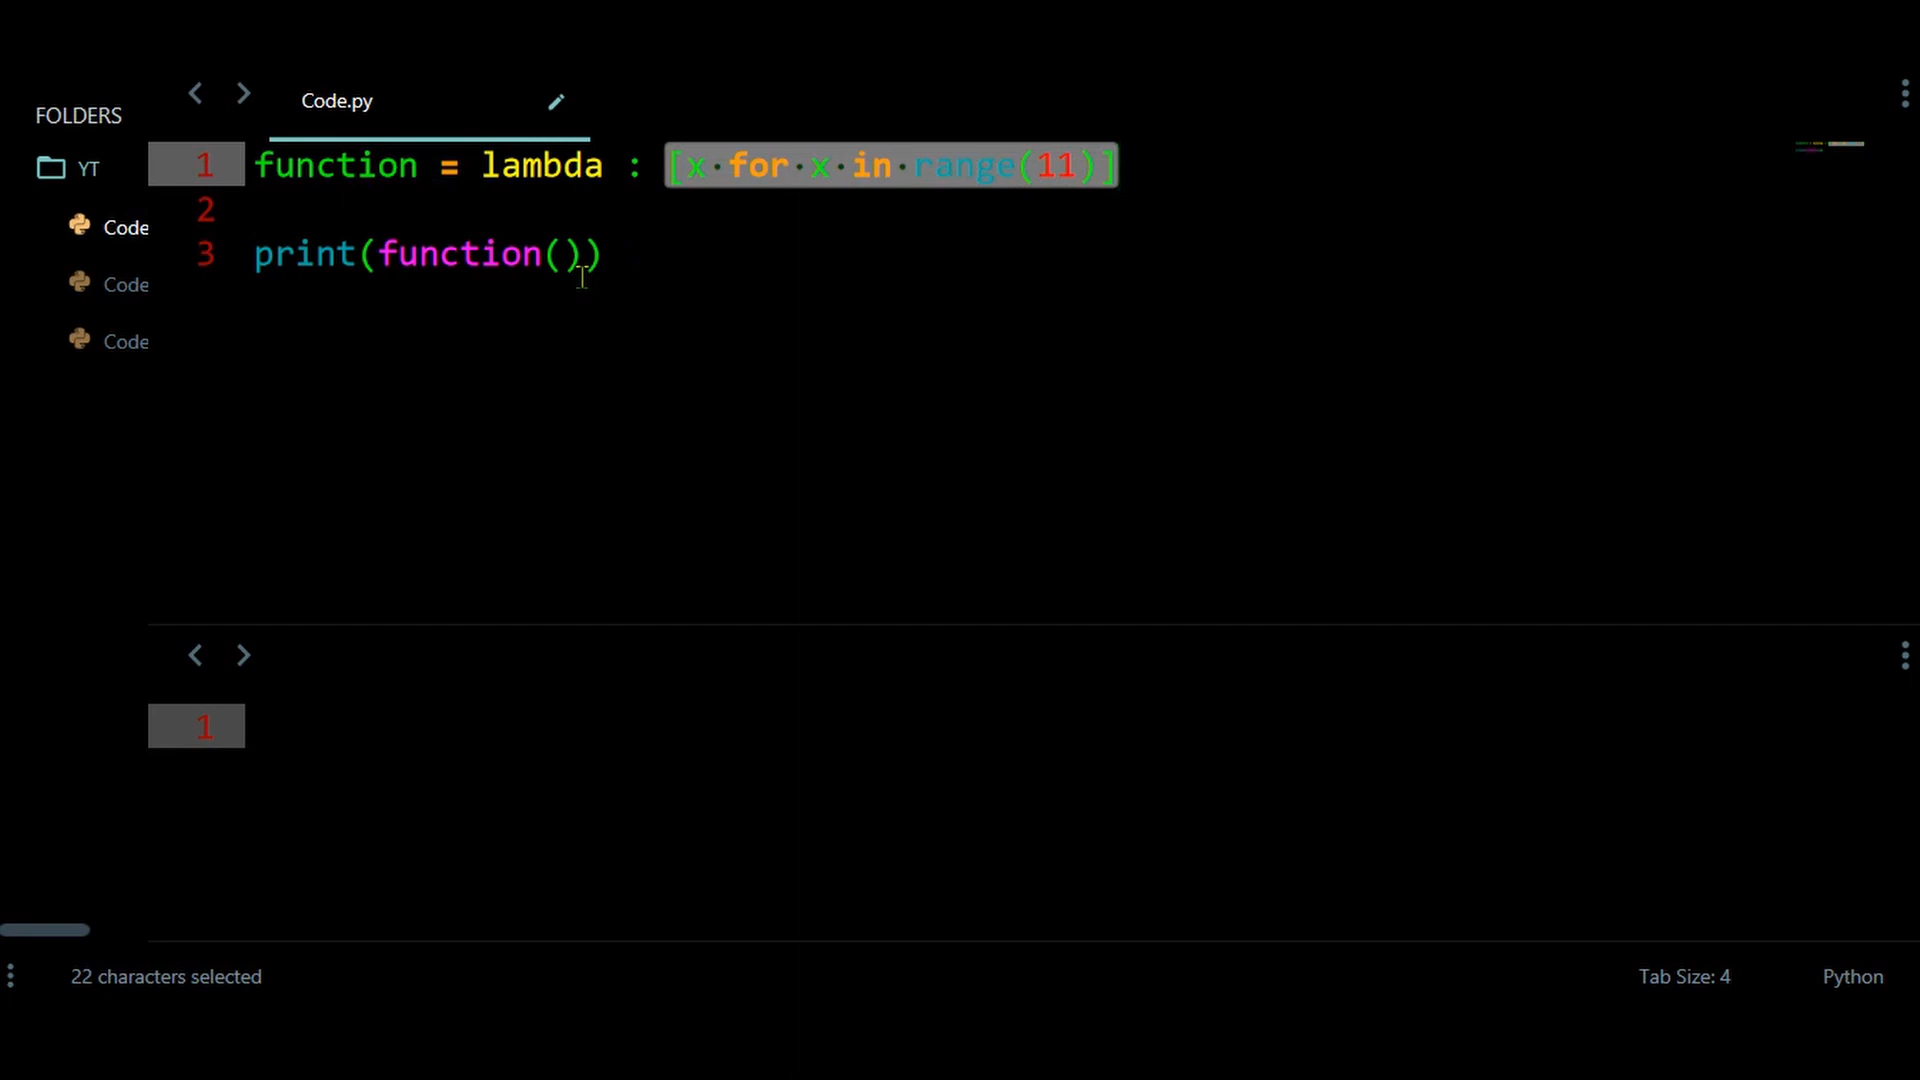 FOLDERS
YT
Code
Code
Code
Code.py
1 function = lambda : [x for x in range(11)]
2
3 print(function())
1
22 characters selected
Tab Size: 4
Python